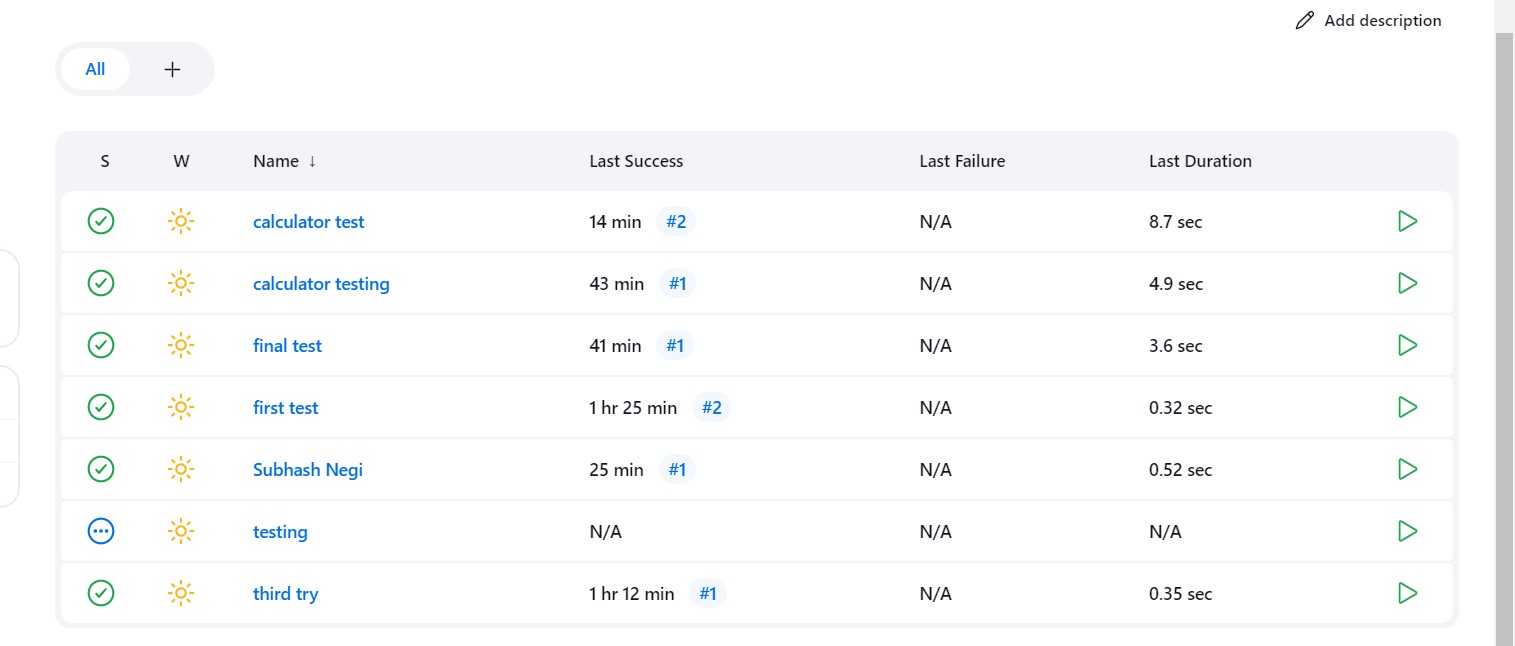 Add description
All +
S W Name ↓ Last Success Last Failure Last Duration
calculator test 14 min #2 N/A 8.7 sec
calculator testing 43 min #1 N/A 4.9 sec
final test 41 min #1 N/A 3.6 sec
first test 1 hr 25 min #2 N/A 0.32 sec
Subhash Negi 25 min #1 N/A 0.52 sec
testing N/A N/A N/A
third try 1 hr 12 min #1 N/A 0.35 sec